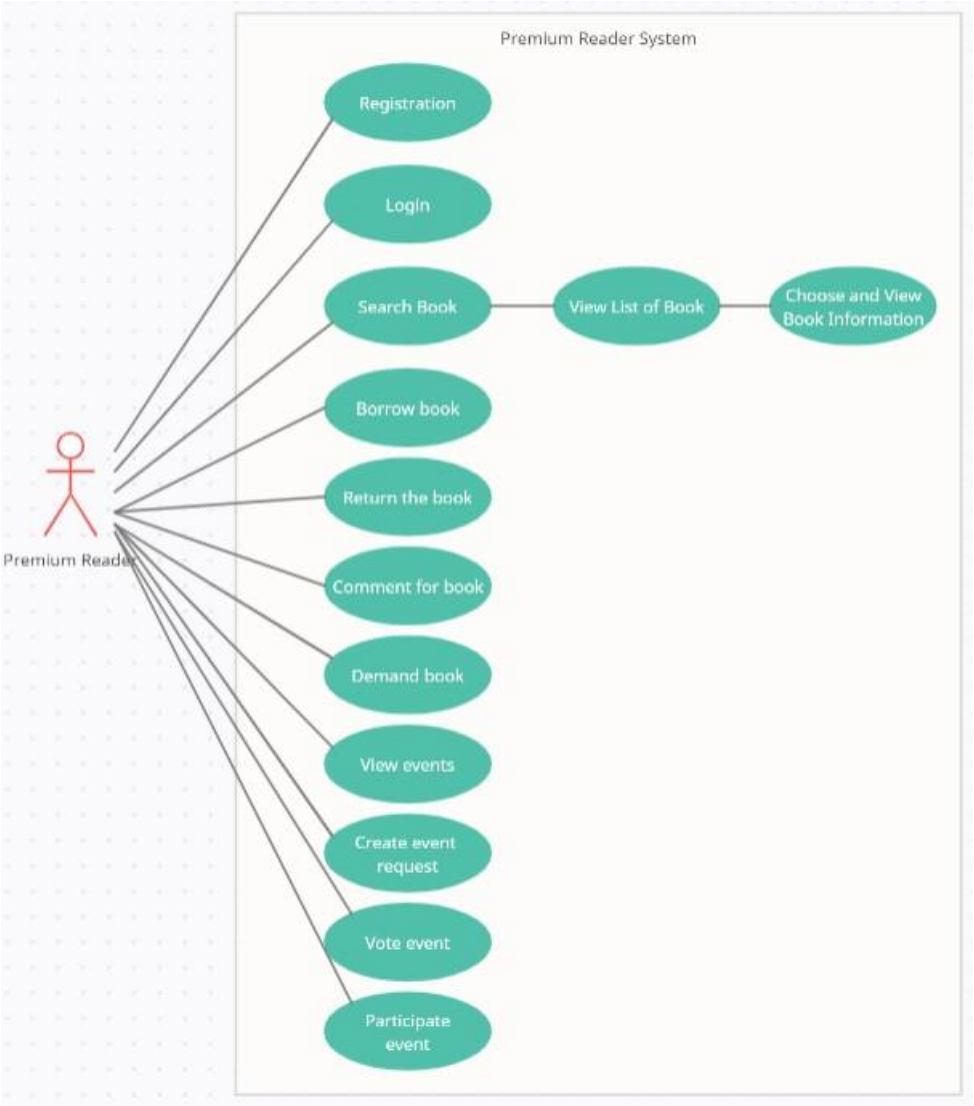 Premium Reader System
Registration
Login
Search Book
View List of Book
Choose and View
Book Information
Borrow book
Return the book
Premium Reader
Comment for book
Demand book
View events
Create event
request
Vote event
Participate
event